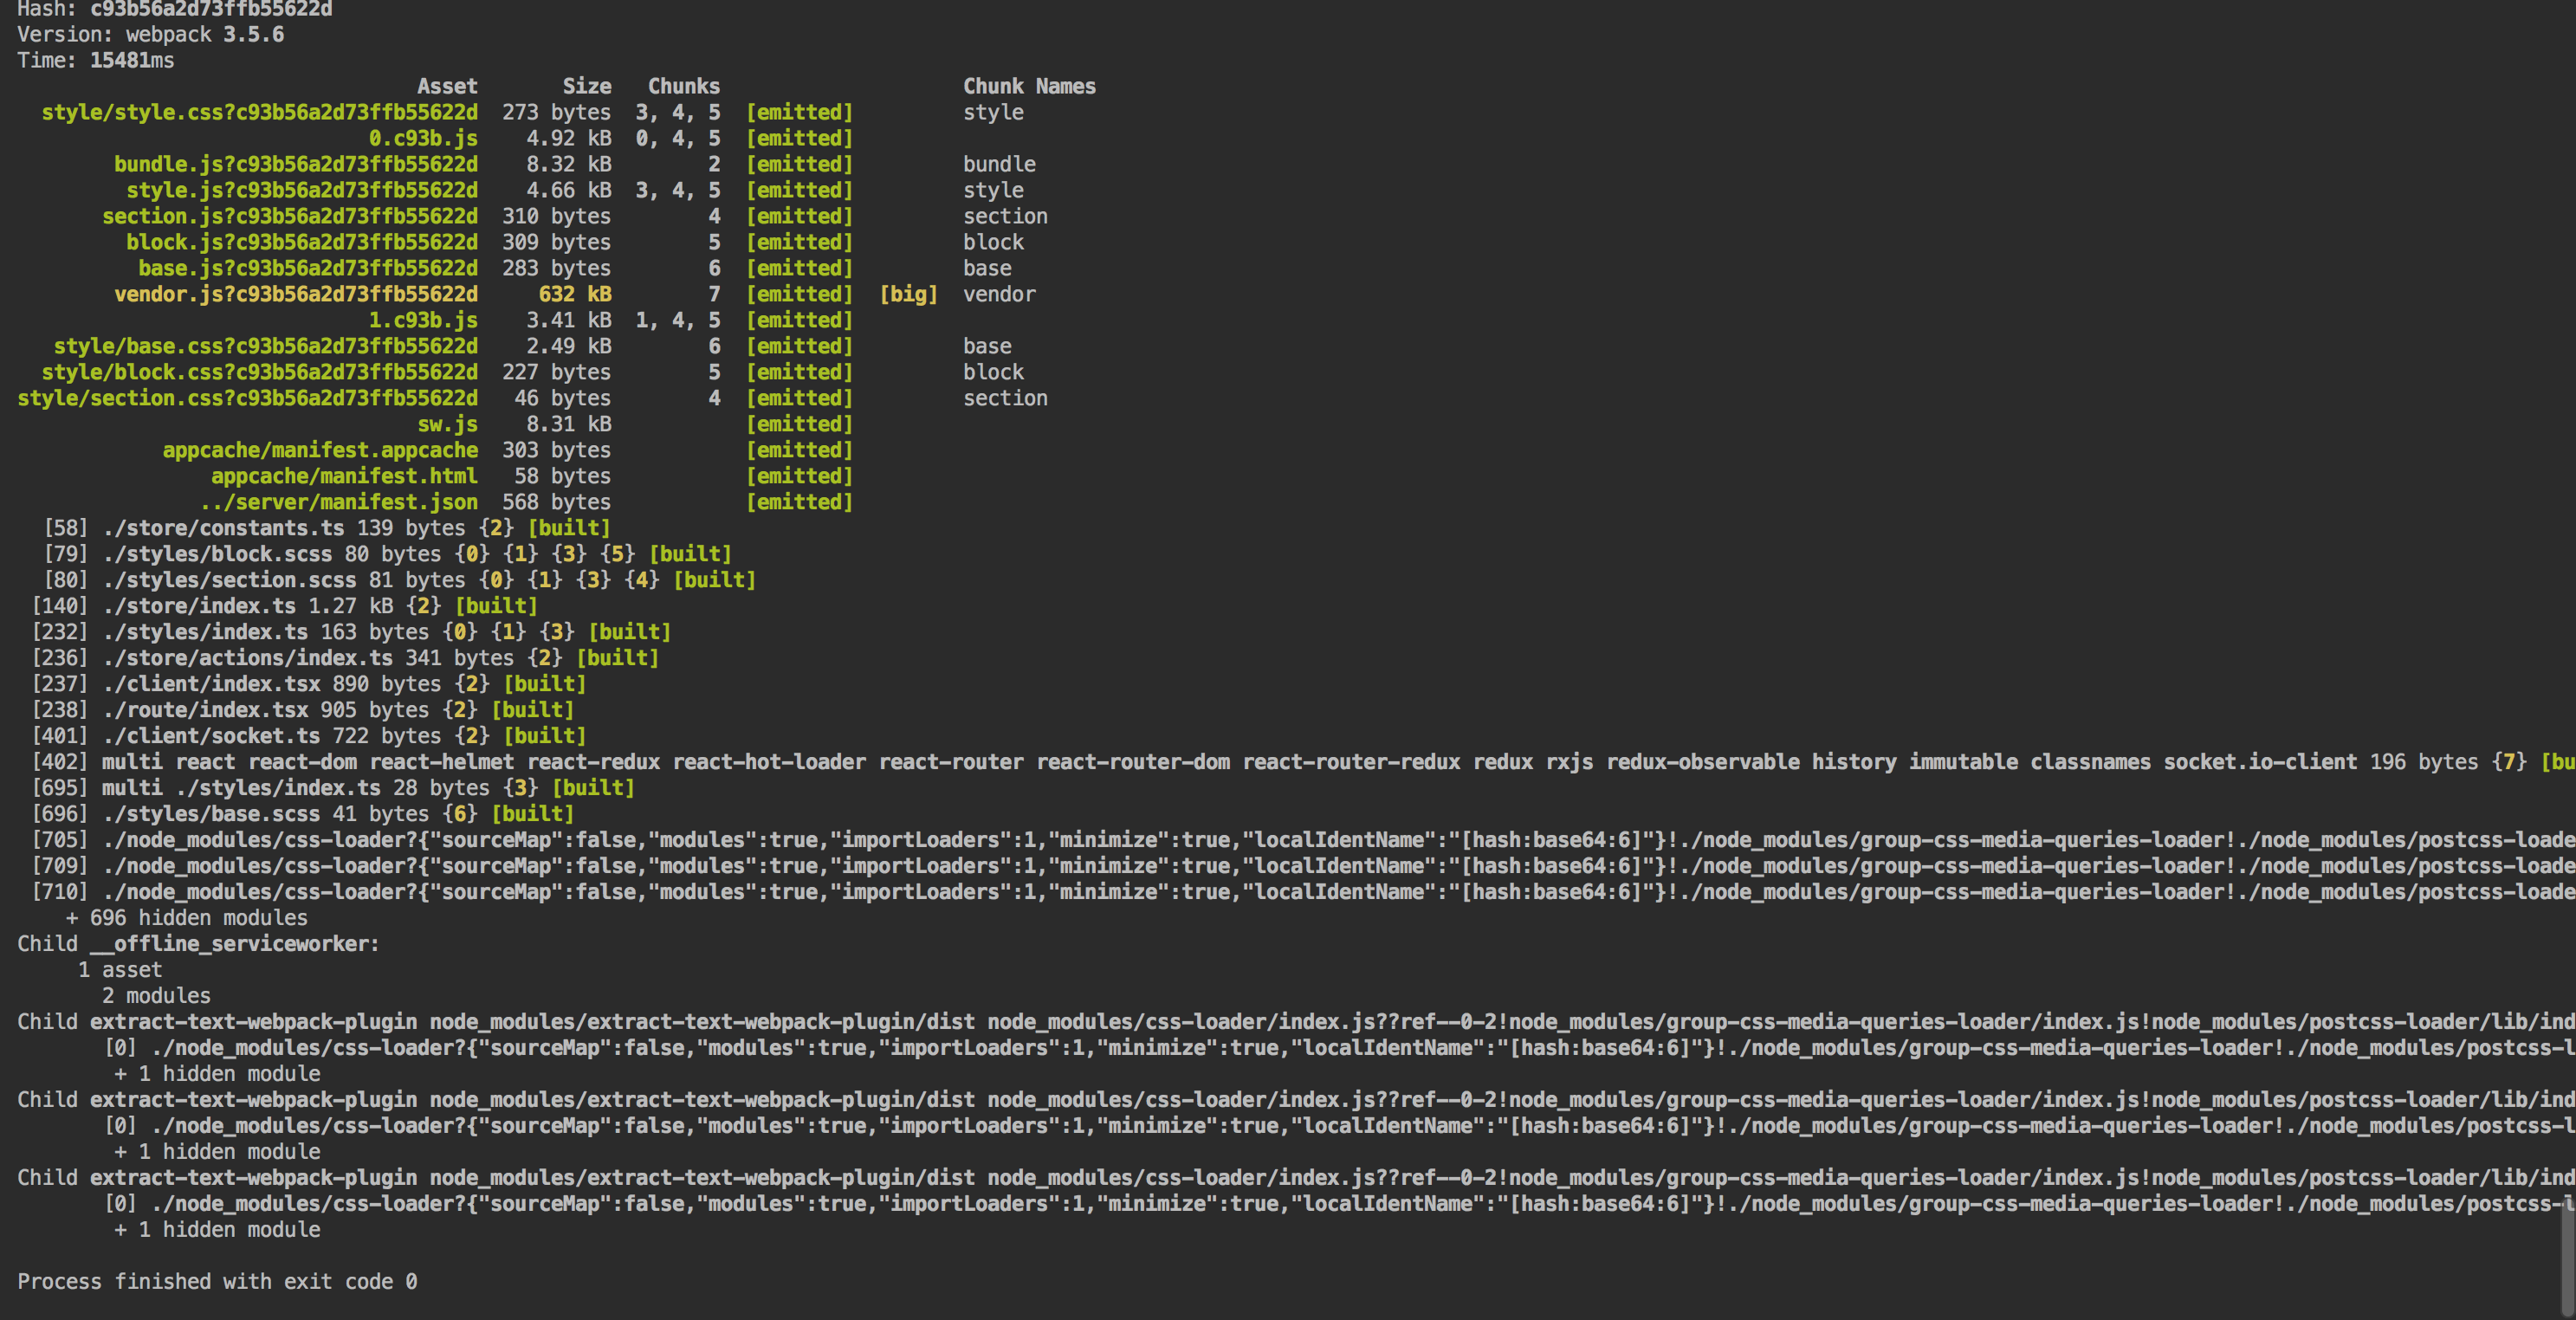 Hash: c93b56a2d73ffb55622d
Version: webpack 3.5.6
Time: 15481ms
Asset Size Chunks Chunk Names
style/style.css?c93b56a2d73ffb55622d 273 bytes 3, 4, 5 [emitted] style
0.c93b.js 4.92 kB 0, 4, 5 [emitted]
bundle.js?c93b56a2d73ffb55622d 8.32 kB 2 [emitted] bundle
style.js?c93b56a2d73ffb55622d 4.66 kB 3, 4, 5 [emitted] style
section.js?c93b56a2d73ffb55622d 310 bytes 4 [emitted] section
block.js?c93b56a2d73ffb55622d 309 bytes 5 [emitted] block
base.js?c93b56a2d73ffb55622d 283 bytes 6 [emitted] base
vendor.js?c93b56a2d73ffb55622d 632 kB 7 [emitted] [big] vendor
1.c93b.js 3.41 kB 1, 4, 5 [emitted]
style/base.css?c93b56a2d73ffb55622d 2.49 kB 6 [emitted] base
style/block.css?c93b56a2d73ffb55622d 227 bytes 5 [emitted] block
style/section.css?c93b56a2d73ffb55622d 46 bytes 4 [emitted] section
sw.js 8.31 kB [emitted]
appcache/manifest.appcache 303 bytes [emitted]
appcache/manifest.html 58 bytes [emitted]
../server/manifest.json 568 bytes [emitted]
[58] ./store/constants.ts 139 bytes {2} [built]
[79] ./styles/block.scss 80 bytes {0} {1} {3} {5} [built]
[80] ./styles/section.scss 81 bytes {0} {1} {3} {4} [built]
[140] ./store/index.ts 1.27 kB {2} [built]
[232] ./styles/index.ts 163 bytes {0} {1} {3} [built]
[236] ./store/actions/index.ts 341 bytes {2} [built]
[237] ./client/index.tsx 890 bytes {2} [built]
[238] ./route/index.tsx 905 bytes {2} [built]
[401] ./client/socket.ts 722 bytes {2} [built]
[402] multi react react-dom react-helmet react-redux react-hot-loader react-router react-router-dom react-router-redux redux rxjs redux-observable history immutable classnames socket.io-client 196 bytes {7} [bu
[695] multi ./styles/index.ts 28 bytes {3} [built]
[696] ./styles/base.scss 41 bytes {6} [built]
[705] ./node_modules/css-loader?{"sourceMap":false,"modules":true,"importLoaders":1,"minimize":true,"localIdentName":"[hash:base64:6]"}!./node_modules/group-css-media-queries-loader!./node_modules/postcss-loade
[709] ./node_modules/css-loader?{"sourceMap":false,"modules":true,"importLoaders":1,"minimize":true,"localIdentName":"[hash:base64:6]"}!./node_modules/group-css-media-queries-loader!./node_modules/postcss-loade
[710] ./node_modules/css-loader?{"sourceMap":false,"modules":true,"importLoaders":1,"minimize":true,"localIdentName":"[hash:base64:6]"}!./node_modules/group-css-media-queries-loader!./node_modules/postcss-loade
+ 696 hidden modules
Child __offline_serviceworker:
1 asset
2 modules
Child extract-text-webpack-plugin node_modules/extract-text-webpack-plugin/dist node_modules/css-loader/index.js??ref--0-2!node_modules/group-css-media-queries-loader/index.js!node_modules/postcss-loader/lib/ind
[0] ./node_modules/css-loader?{"sourceMap":false,"modules":true,"importLoaders":1,"minimize":true,"localIdentName":"[hash:base64:6]"}!./node_modules/group-css-media-queries-loader!./node_modules/postcss-l
+ 1 hidden module
Child extract-text-webpack-plugin node_modules/extract-text-webpack-plugin/dist node_modules/css-loader/index.js??ref--0-2!node_modules/group-css-media-queries-loader/index.js!node_modules/postcss-loader/lib/ind
[0] ./node_modules/css-loader?{"sourceMap":false,"modules":true,"importLoaders":1,"minimize":true,"localIdentName":"[hash:base64:6]"}!./node_modules/group-css-media-queries-loader!./node_modules/postcss-l
+ 1 hidden module
Child extract-text-webpack-plugin node_modules/extract-text-webpack-plugin/dist node_modules/css-loader/index.js??ref--0-2!node_modules/group-css-media-queries-loader/index.js!node_modules/postcss-loader/lib/ind
[0] ./node_modules/css-loader?{"sourceMap":false,"modules":true,"importLoaders":1,"minimize":true,"localIdentName":"[hash:base64:6]"}!./node_modules/group-css-media-queries-loader!./node_modules/postcss-l
+ 1 hidden module
Process finished with exit code 0